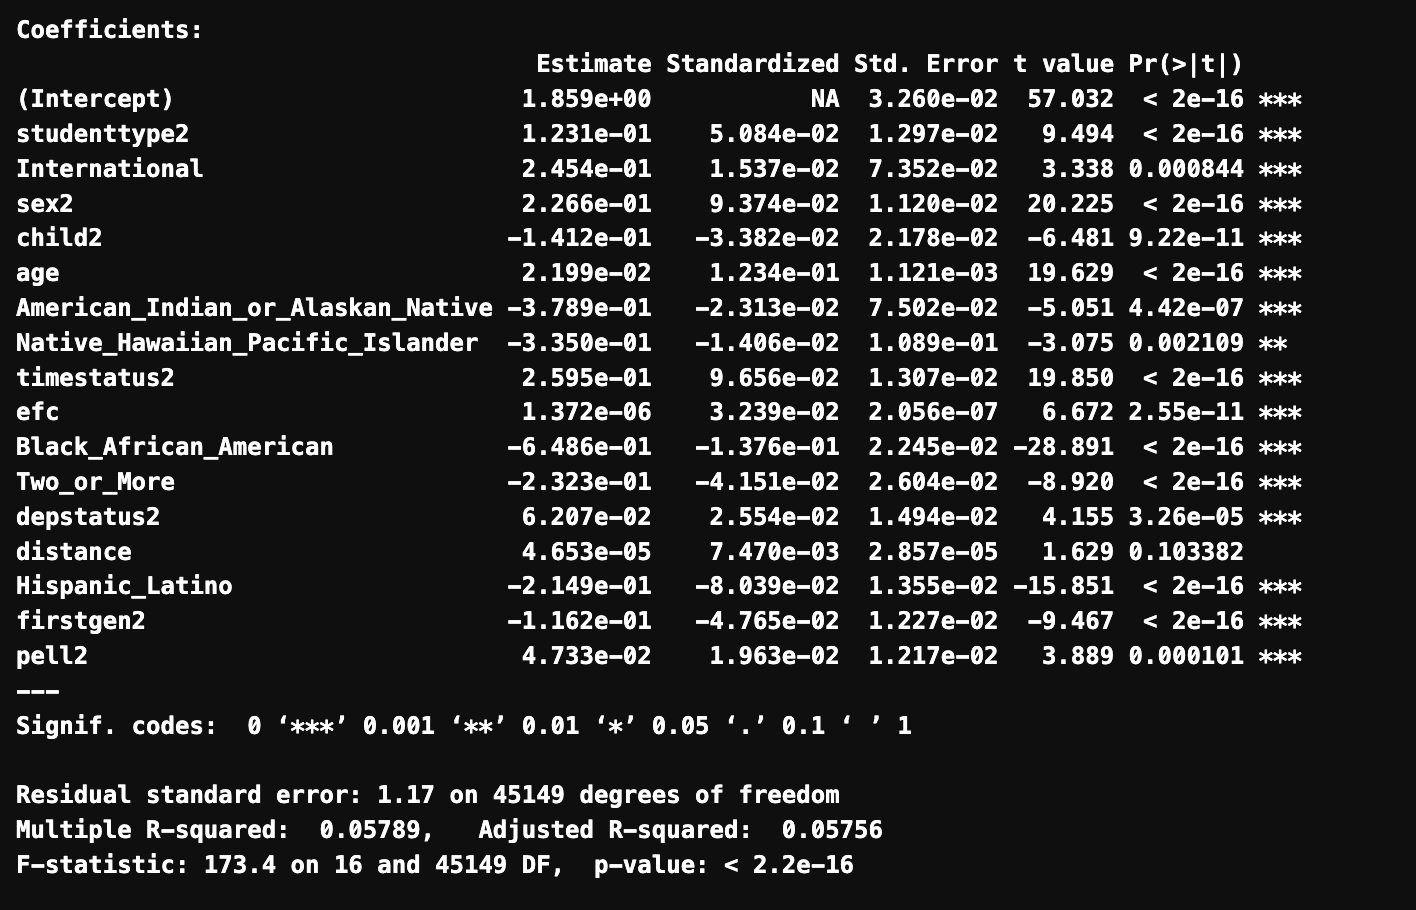 Coefficients:
Estimate Standardized Std. Error t value Pr(>|t|)
(Intercept) 1.859e+00 NA 3.260e-02 57.032 < 2e-16 ***
studenttype2 1.231e-01 5.084e-02 1.297e-02 9.494 < 2e-16 ***
International 2.454e-01 1.537e-02 7.352e-02 3.338 0.000844 ***
sex2 2.266e-01 9.374e-02 1.120e-02 20.225 < 2e-16 ***
child2 -1.412e-01 -3.382e-02 2.178e-02 -6.481 9.22e-11 ***
age 2.199e-02 1.234e-01 1.121e-03 19.629 < 2e-16 ***
American_Indian_or_Alaskan_Native -3.789e-01 -2.313e-02 7.502e-02 -5.051 4.42e-07 ***
Native_Hawaiian_Pacific_Islander -3.350e-01 -1.406e-02 1.089e-01 -3.075 0.002109 **
timestatus2 2.595e-01 9.656e-02 1.307e-02 19.850 < 2e-16 ***
efc 1.372e-06 3.239e-02 2.056e-07 6.672 2.55e-11 ***
Black_African_American -6.486e-01 -1.376e-01 2.245e-02 -28.891 < 2e-16 ***
Two_or_More -2.323e-01 -4.151e-02 2.604e-02 -8.920 < 2e-16 ***
depstatus2 6.207e-02 2.554e-02 1.494e-02 4.155 3.26e-05 ***
distance 4.653e-05 7.470e-03 2.857e-05 1.629 0.103382
Hispanic_Latino -2.149e-01 -8.039e-02 1.355e-02 -15.851 < 2e-16 ***
firstgen2 -1.162e-01 -4.765e-02 1.227e-02 -9.467 < 2e-16 ***
pell2 4.733e-02 1.963e-02 1.217e-02 3.889 0.000101 ***
---
Signif. codes: 0 ‘***’ 0.001 ‘**’ 0.01 ‘*’ 0.05 ‘.’ 0.1 ‘ ’ 1
Residual standard error: 1.17 on 45149 degrees of freedom
Multiple R-squared: 0.05789, Adjusted R-squared: 0.05756
F-statistic: 173.4 on 16 and 45149 DF, p-value: < 2.2e-16